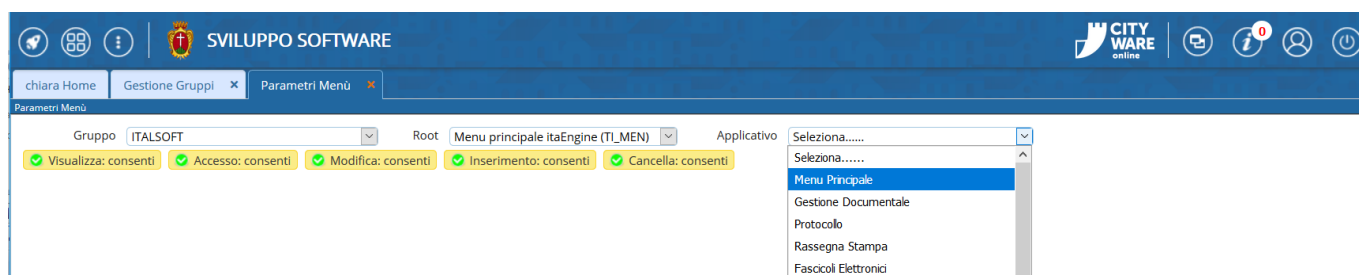 SVILUPPO SOFTWARE
CITY
WARE
online
0
chiara Home
Gestione Gruppi
Parametri Menù
Parametri Menù
Gruppo ITALSOFT Root Menu principale itaEngine (TI_MEN) Applicativo Seleziona......
Visualizza: consenti Accesso: consenti Modifica: consenti Inserimento: consenti Cancella: consenti
Seleziona......
Menu Principale
Gestione Documentale
Protocollo
Rassegna Stampa
Fascicoli Elettronici